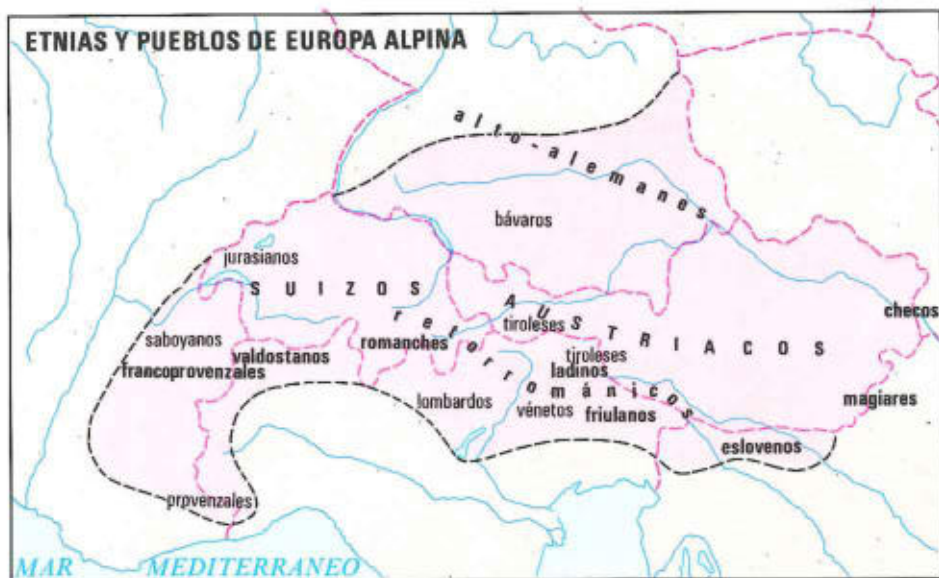 ETNIAS Y PUEBLOS DE EUROPA ALPINA
alto-alemanes
bávaros
jurasianos
SUIZOS
AUSTRIACOS
checos
retorrománicos
tiroleses
romanches
saboyanos
valdostanos
tiroleses
francoprovenzales
ladinos
lombardos
vénetos
friulanos
magiares
eslovenos
prpvenzales
MAR MEDITERRANEO